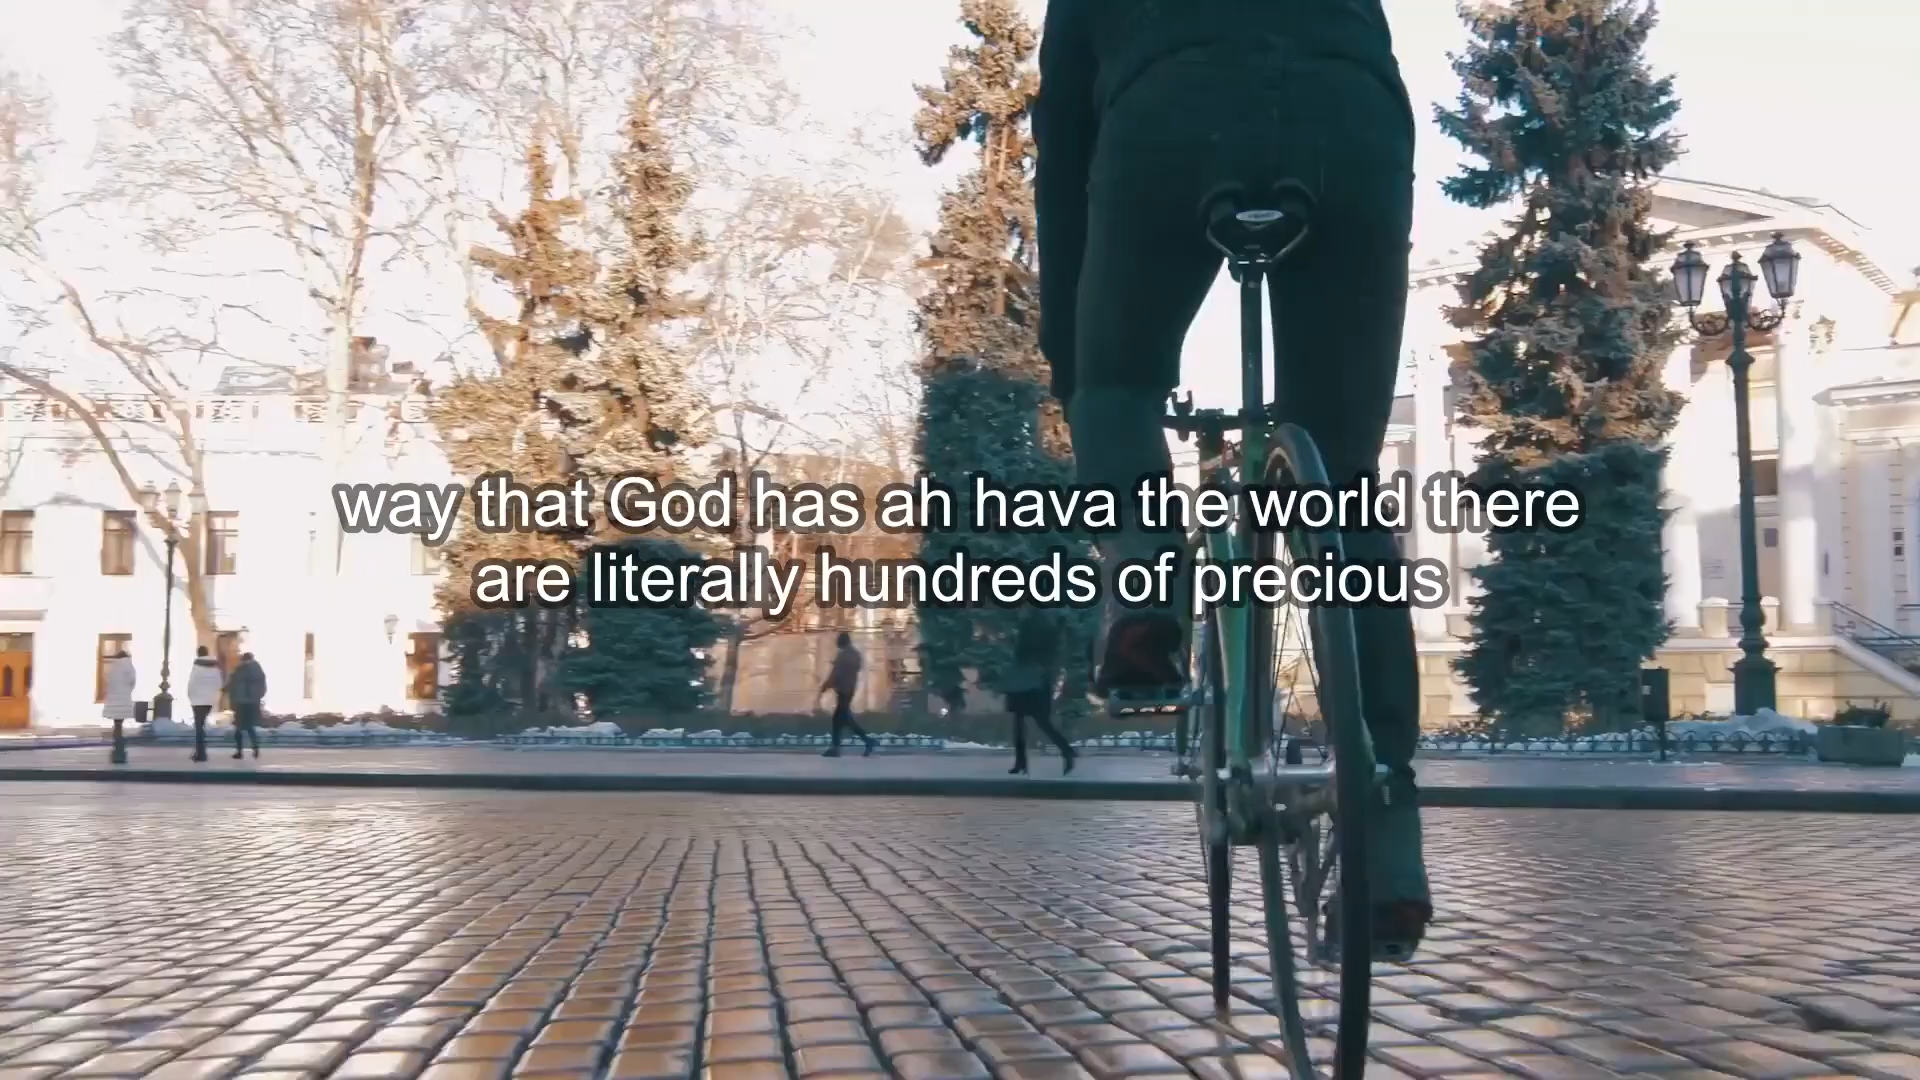 way that God has ah hava the world there
are literally hundreds of precious